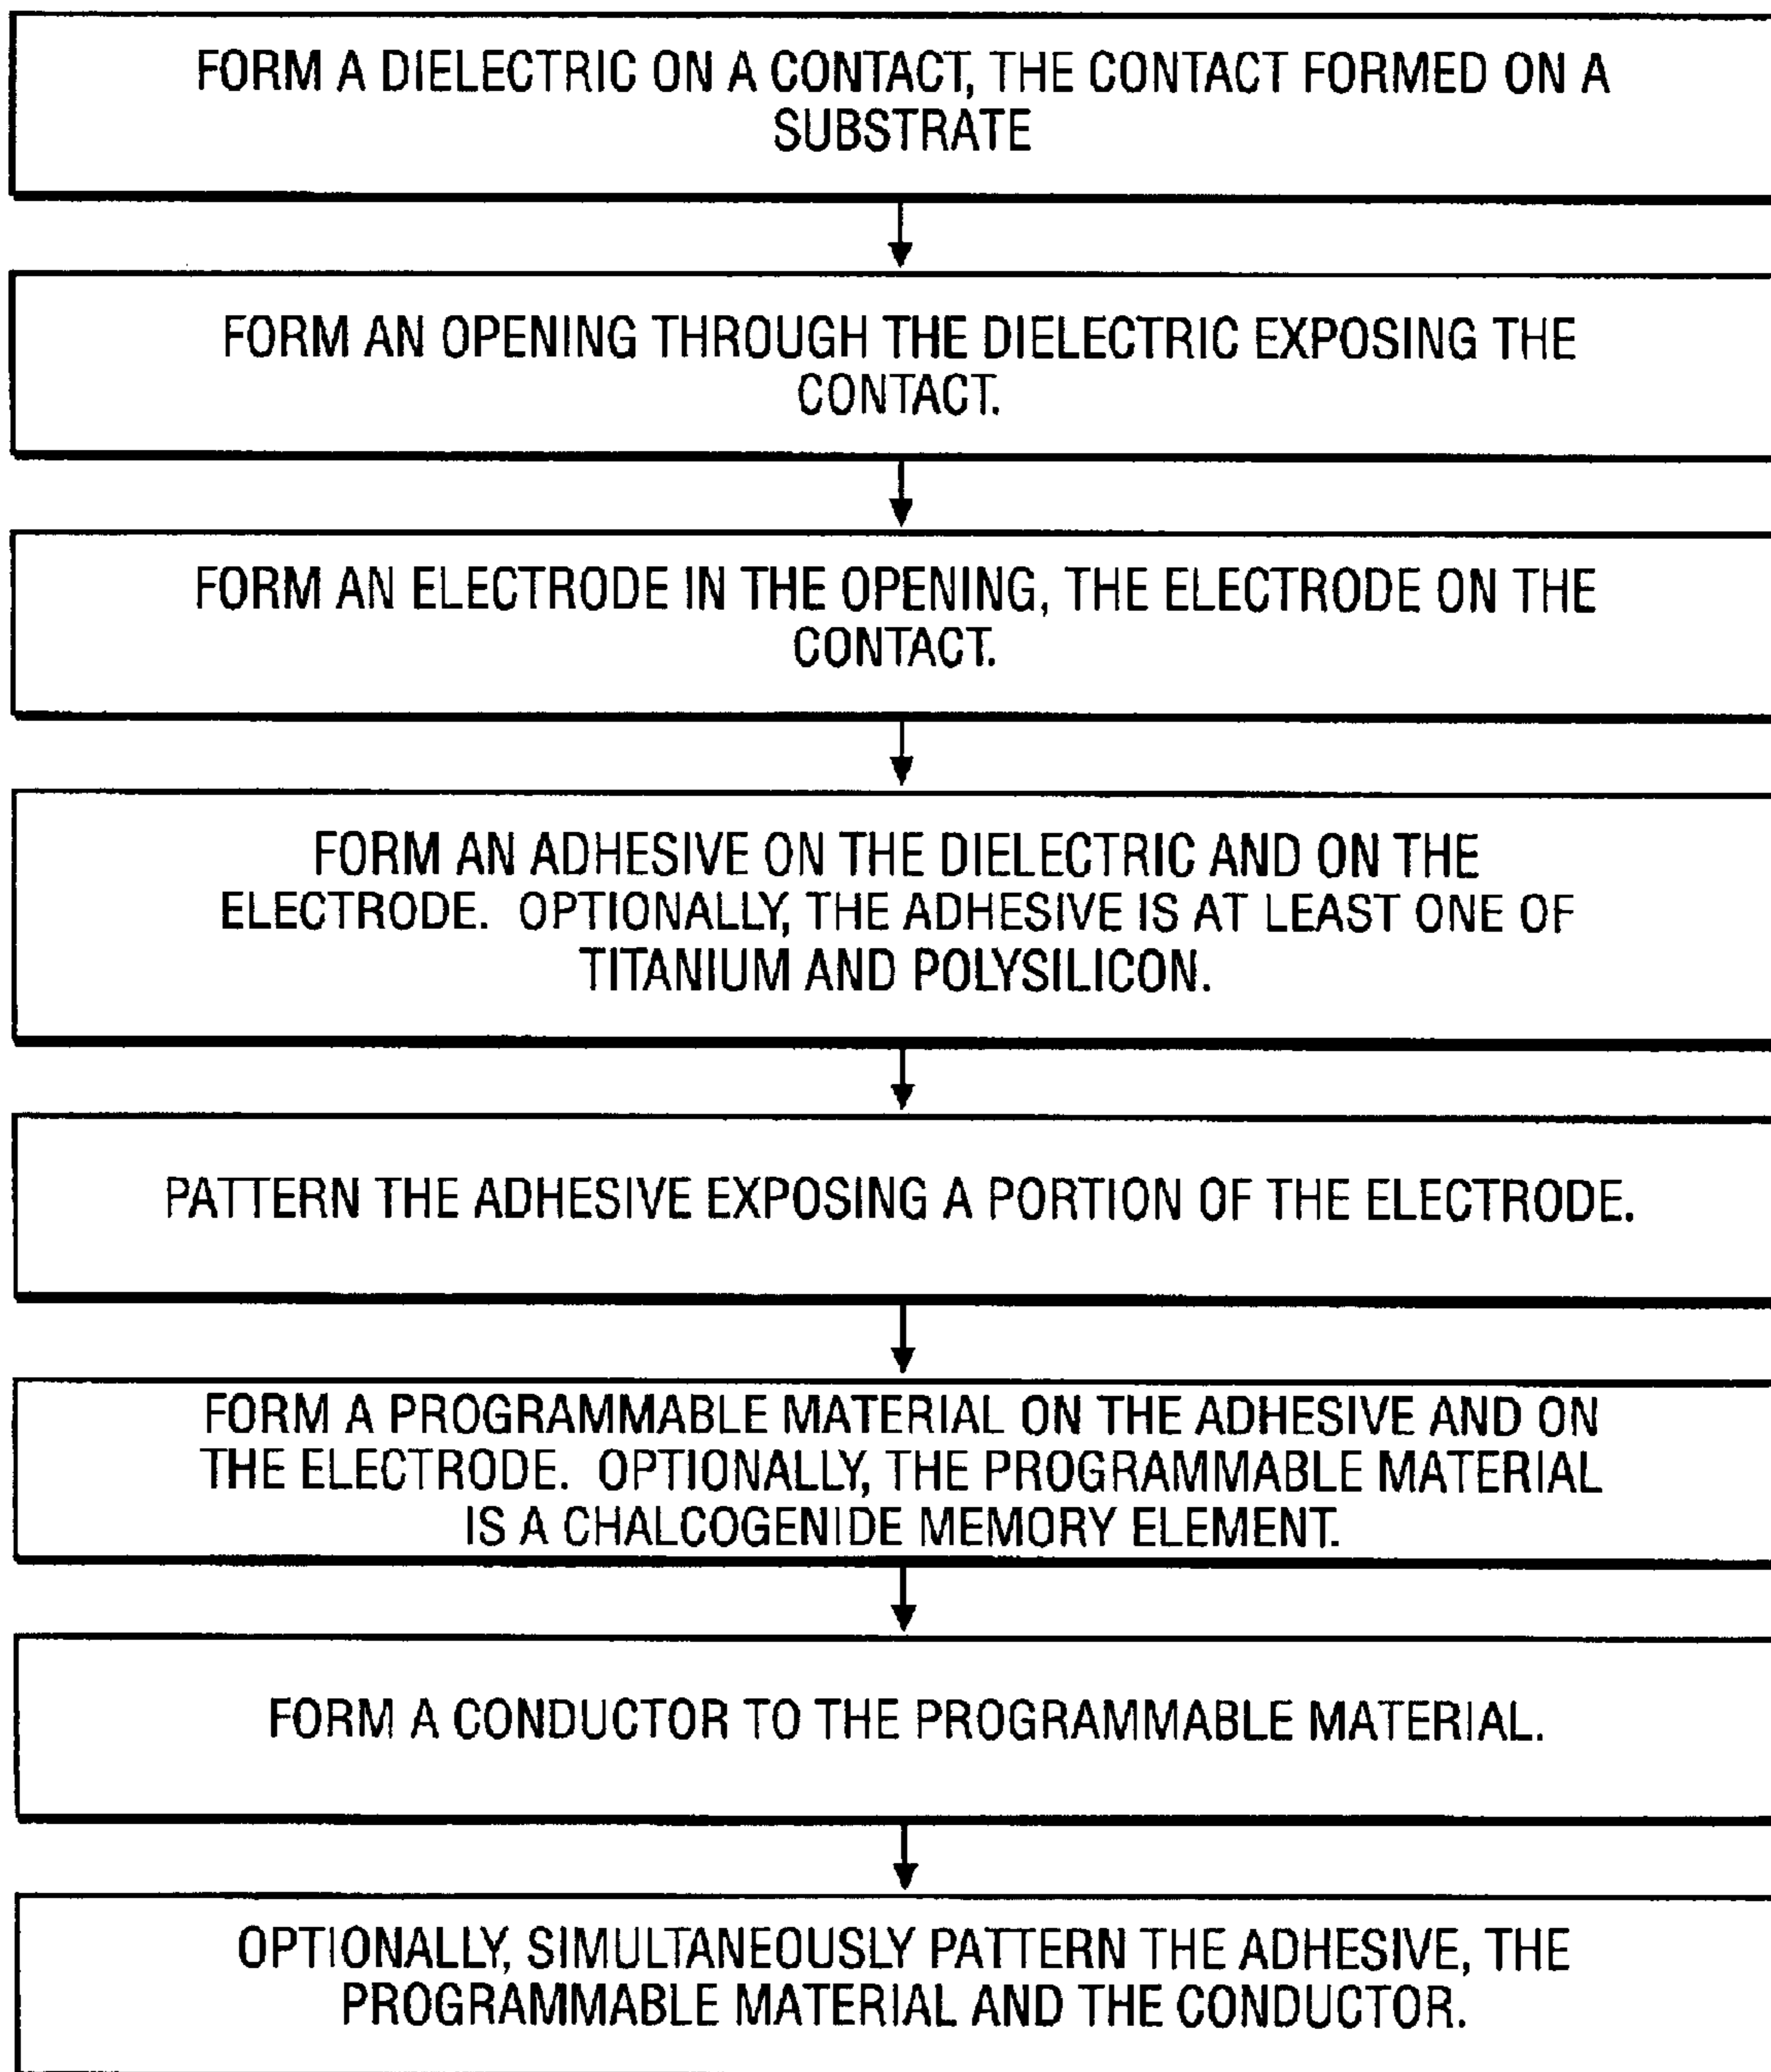 FORM A DIELECTRIC ON A CONTACT, THE CONTACT FORMED ON A
SUBSTRATE
FORM AN OPENING THROUGH THE DIELECTRIC EXPOSING THE
CONTACT.
FORM AN ELECTRODE IN THE OPENING, THE ELECTRODE ON THE
CONTACT.
FORM AN ADHESIVE ON THE DIELECTRIC AND ON THE
ELECTRODE. OPTIONALLY, THE ADHESIVE IS AT LEAST ONE OF
TITANIUM AND POLYSILICON.
PATTERN THE ADHESIVE EXPOSING A PORTION OF THE ELECTRODE.
FORM A PROGRAMMABLE MATERIAL ON THE ADHESIVE AND ON
THE ELECTRODE. OPTIONALLY, THE PROGRAMMABLE MATERIAL
IS A CHALCOGENIDE MEMORY ELEMENT.
FORM A CONDUCTOR TO THE PROGRAMMABLE MATERIAL.
OPTIONALLY, SIMULTANEOUSLY PATTERN THE ADHESIVE, THE
PROGRAMMABLE MATERIAL AND THE CONDUCTOR.